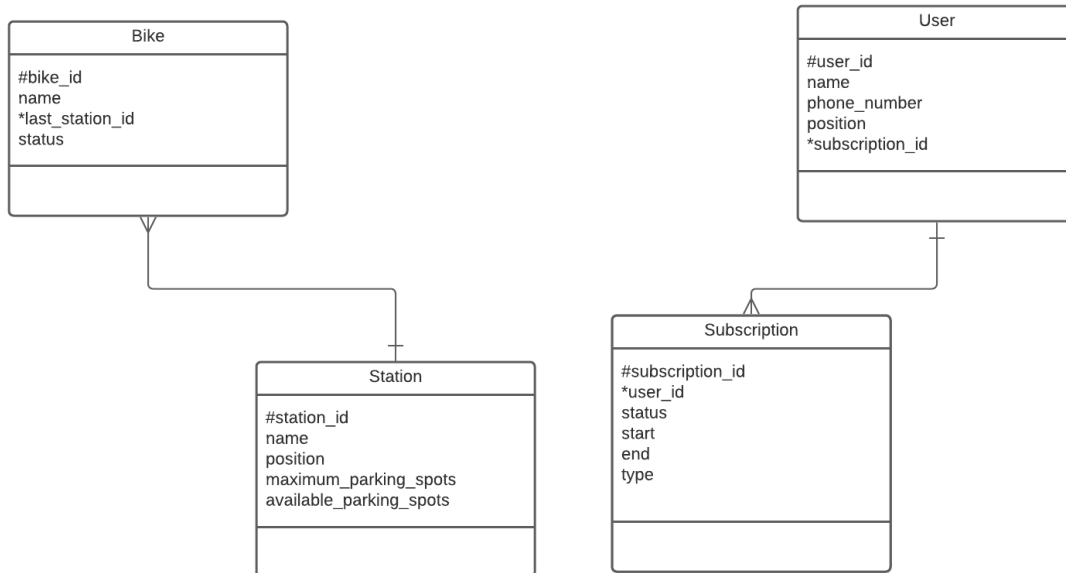 Bike
#bike_id
name
*last_station_id
status
User
#user_id
name
phone_number
position
*subscription_id
Station
#station_id
name
position
maximum_parking_spots
available_parking_spots
Subscription
#subscription_id
*user_id
status
start
end
type